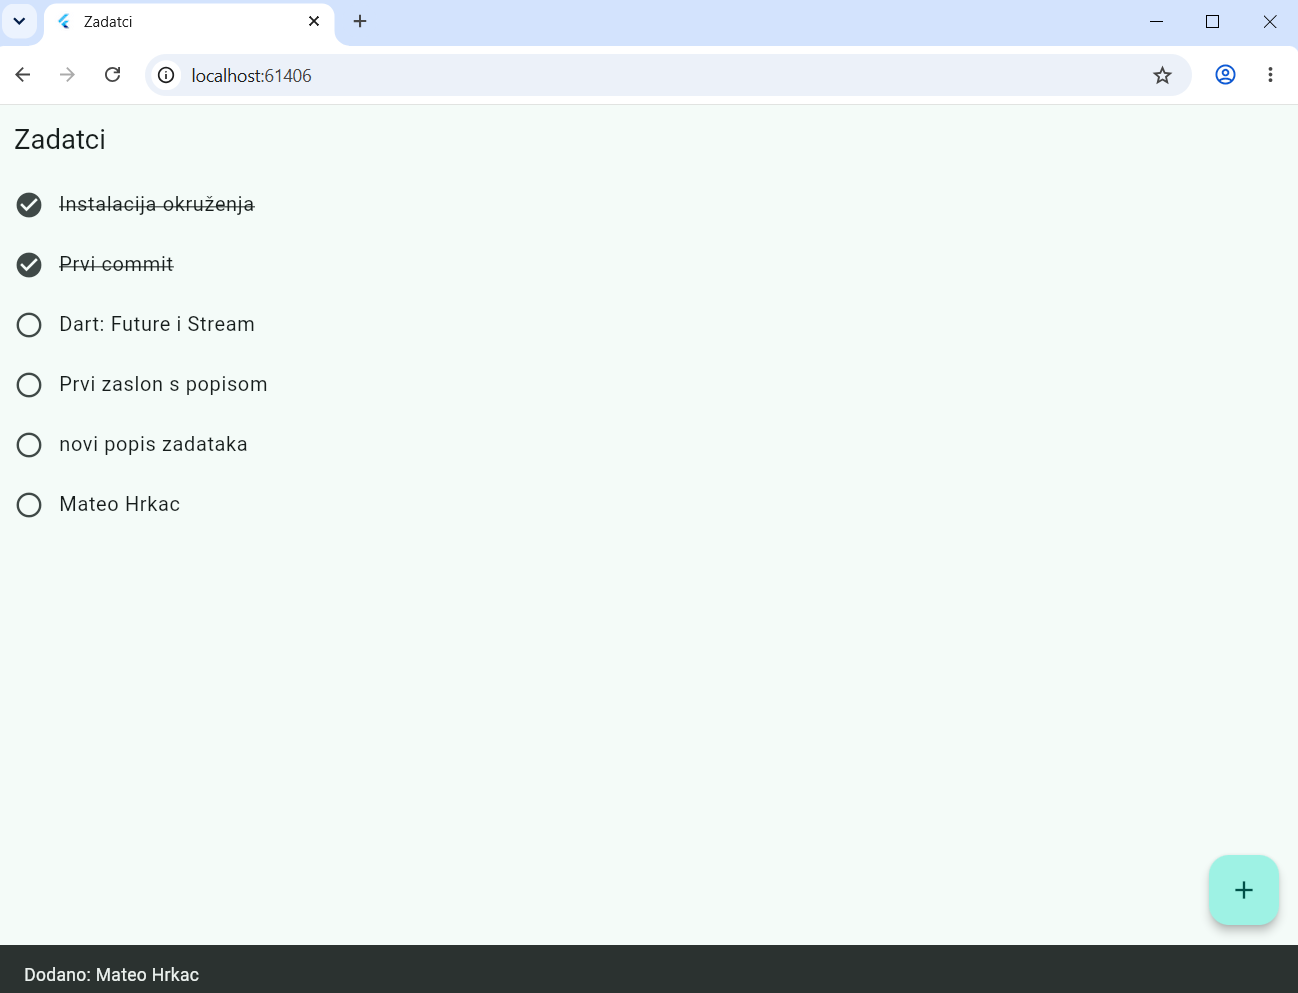 Zadatci
localhost:61406
Zadatci
Instalacija okruženja
Prvi commit
Dart: Future i Stream
Prvi zaslon s popisom
novi popis zadataka
Mateo Hrkac
Dodano: Mateo Hrkac